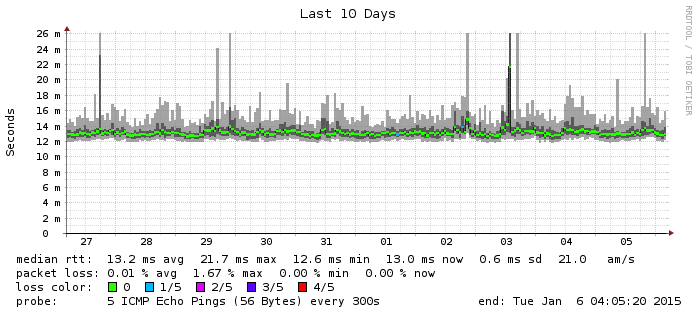 Last 10 Days
RRDTOOL / TOBI OETIKER
Seconds
26 m
24 m
22 m
20 m
18 m
16 m
14 m
12 m
10 m
8 m
6 m
4 m
2 m
0
27 28 29 30 31 01 02 03 04 05
median rtt: 13.2 ms avg 21.7 ms max 12.6 ms min 13.0 ms now 0.6 ms sd 21.0 am/s
packet loss: 0.01 % avg 1.67 % max 0.00 % min 0.00 % now
loss color: 0 1/5 2/5 3/5 4/5
probe: 5 ICMP Echo Pings (56 Bytes) every 300s end: Tue Jan 6 04:05:20 2015